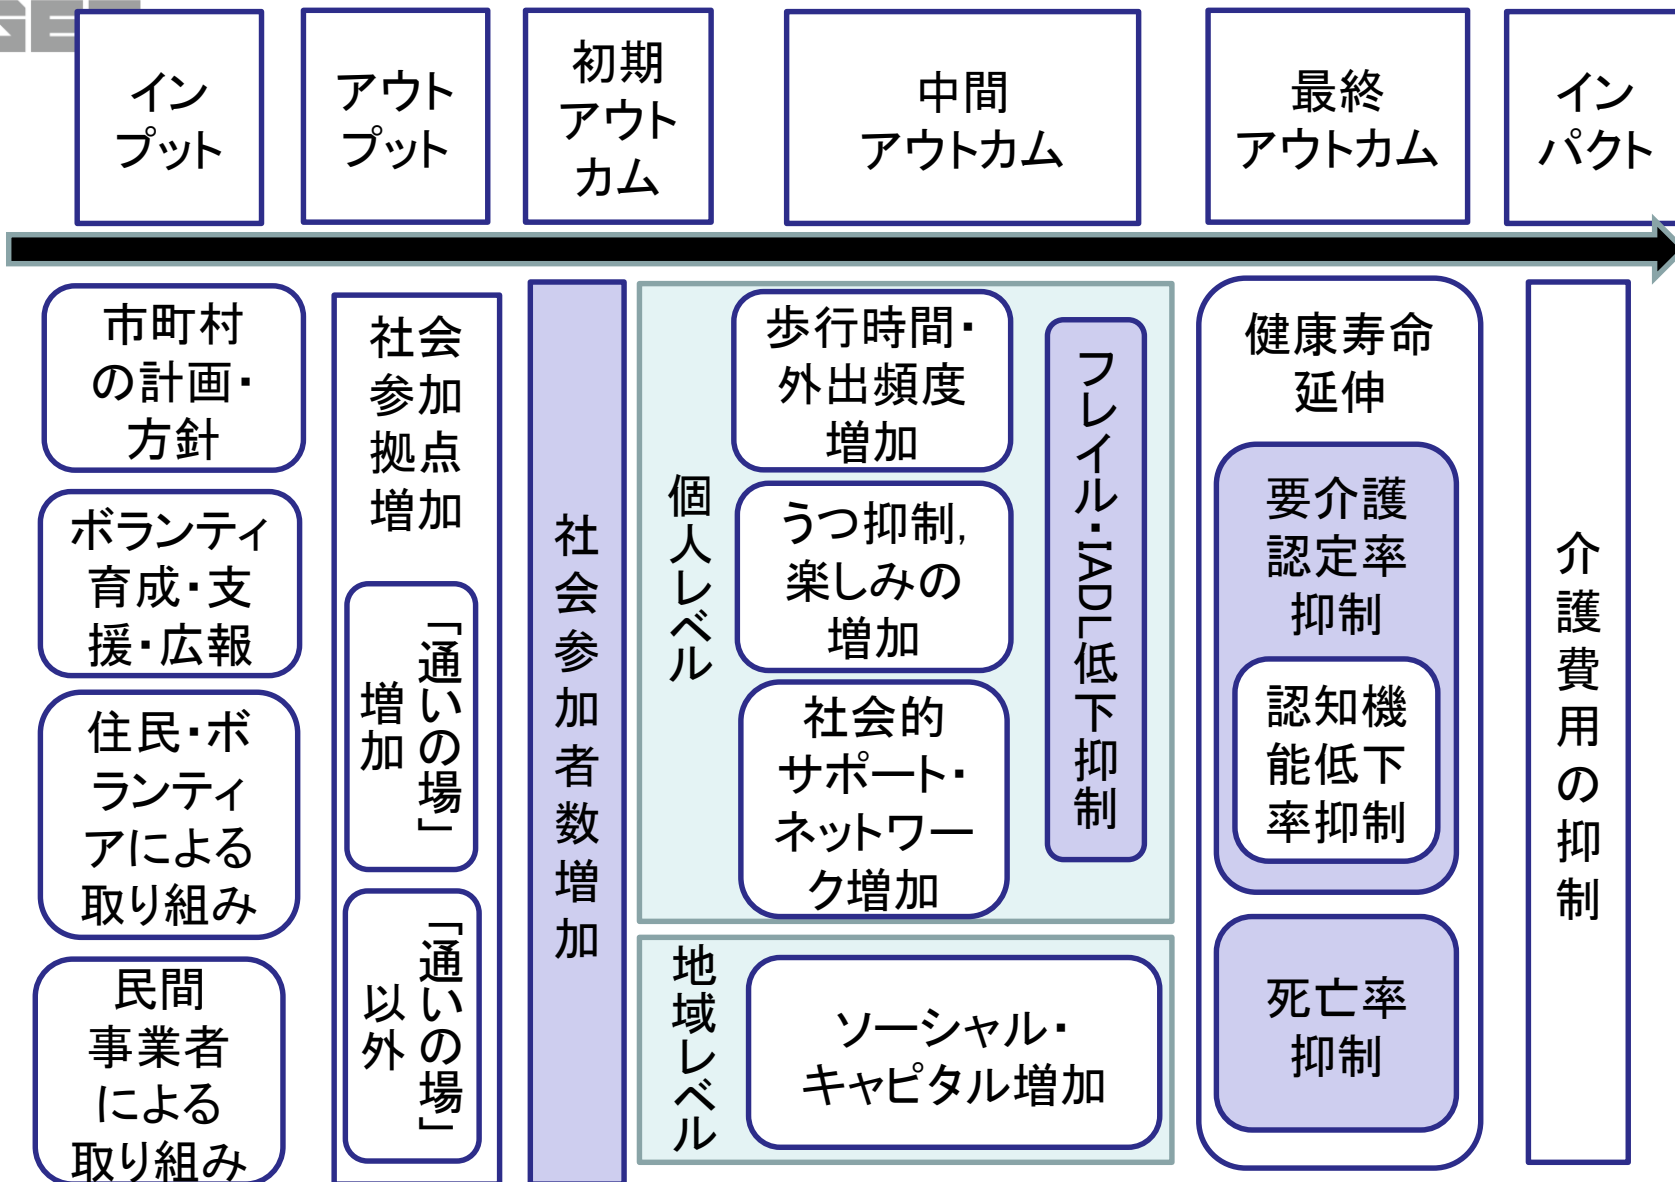 イン
プット
アウト
プット
初期
アウト
カム
中間
アウトカム
最終
アウトカム
イン
パクト
市町村
の計画・
方針
ボランティ
育成・支
援・広報
住民・ボ
ランティ
アによる
取り組み
民間
事業者
による
取り組み
社会
参加
拠点
増加
「通いの場」
増加
「通いの場」
以外
社会参加者数増加
個人レベル
歩行時間・
外出頻度
増加
うつ抑制,
楽しみの
増加
社会的
サポート・
ネットワー
ク増加
フレイル・IADL低下抑制
地域レベル
ソーシャル・
キャピタル増加
健康寿命
延伸
要介護
認定率
抑制
認知機
能低下
率抑制
死亡率
抑制
介護費用の抑制